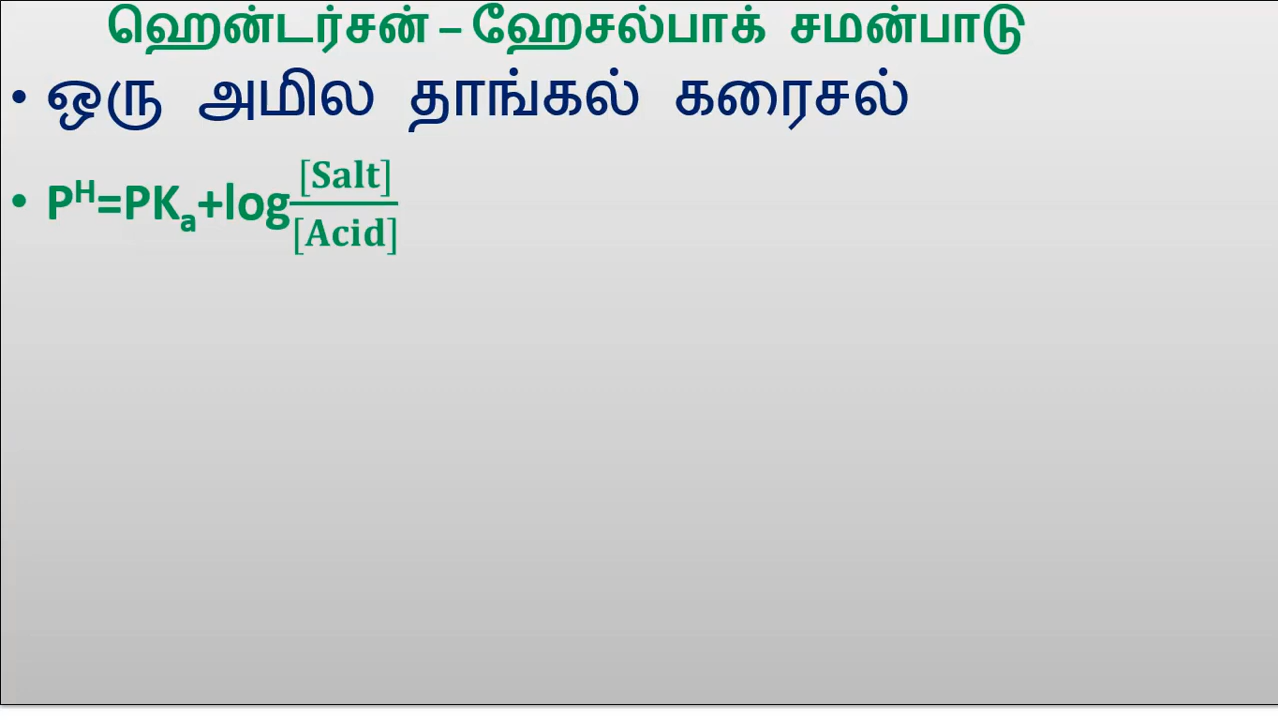 ஹென்டர்சன் – ஹேசல்பாக் சமன்பாடு
• ஒரு அமில தாங்கல் கரைசல்
• Pᴴ=PKₐ+log[Salt]/[Acid]